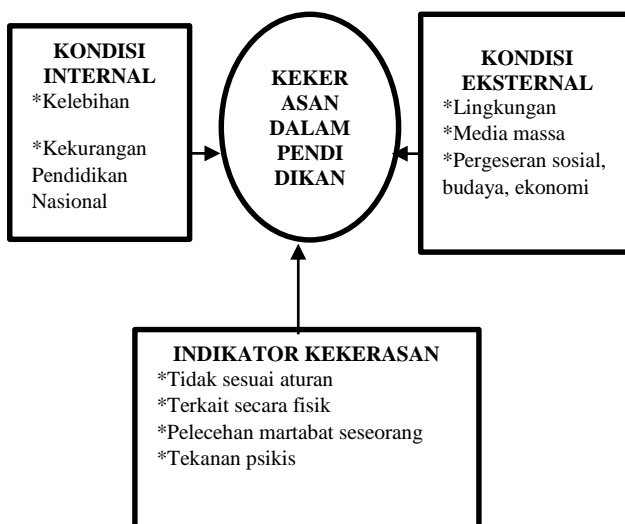 KONDISI
INTERNAL
*Kelebihan
*Kekurangan
Pendidikan
Nasional
KEKER
ASAN
DALAM
PENDI
DIKAN
KONDISI
EKSTERNAL
*Lingkungan
*Media massa
*Pergeseran sosial,
budaya, ekonomi
INDIKATOR KEKERASAN
*Tidak sesuai aturan
*Terkait secara fisik
*Pelecehan martabat seseorang
*Tekanan psikis